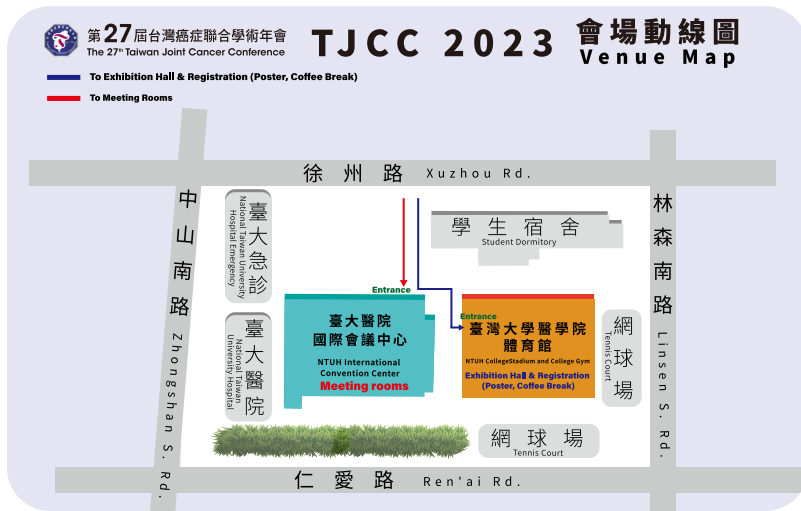 第27屆台灣癌症聯合學術年會
The 27th Taiwan Joint Cancer Conference
TJCC 2023
會場動線圖
Venue Map
To Exhibition Hall & Registration (Poster, Coffee Break)
To Meeting Rooms
徐州路 Xuzhou Rd.
中山南路 Zhongshan S. Rd.
林森南路 Linsen S. Rd.
臺大急診
National Taiwan University
Hospital Emergency
學生宿舍
Student Dormitory
Entrance
臺大醫院
國際會議中心
NTUH International
Convention Center
Meeting rooms
Entrance
臺灣大學醫學院
體育館
NTUH CollegeStadium and College Gym
Exhibition Hall & Registration
(Poster, Coffee Break)
臺大醫院
National Taiwan
University Hospital
網球場
Tennis Court
網球場
Tennis Court
仁愛路 Ren'ai Rd.